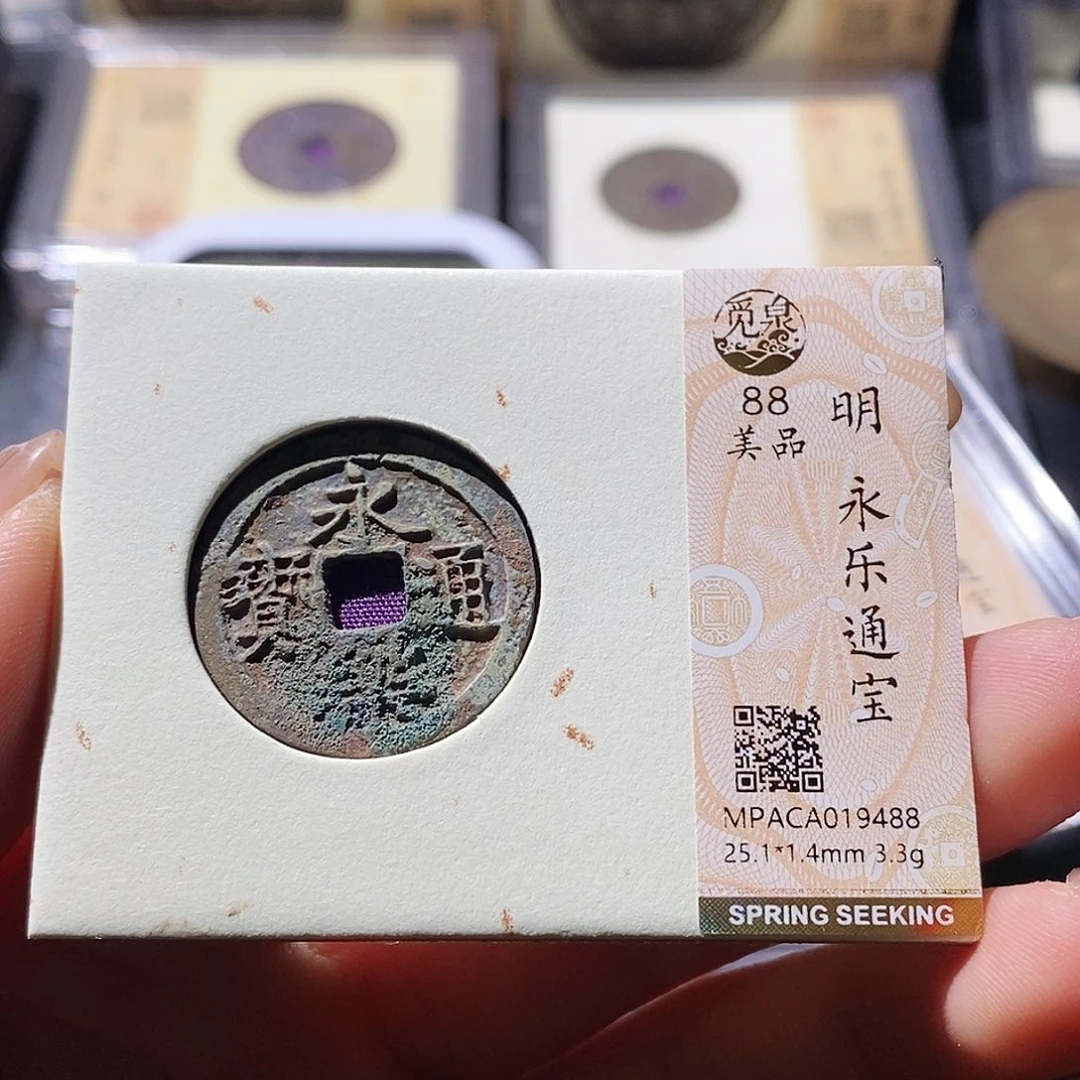 永
通
寳
觅泉
88
美品
明 永乐通宝
MPACA019488
25.1*1.4mm 3.3g
SPRING SEEKING